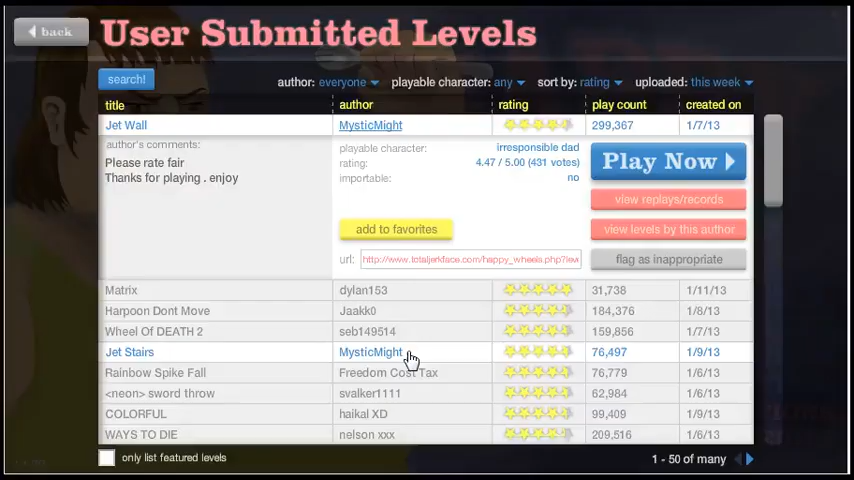 back
User Submitted Levels
search!
author: everyone playable character: any sort by: rating uploaded: this week
title author rating play count created on
Jet Wall MysticMight 299,367 1/7/13
author's comments:
Please rate fair
Thanks for playing . enjoy
playable character: irresponsible dad
rating: 4.47 / 5.00 (431 votes)
importable: no
add to favorites
url: http://www.totaljerkface.com/happy_wheels.php?lev
Play Now
view replays/records
view levels by this author
flag as inappropriate
Matrix dylan153 31,738 1/11/13
Harpoon Dont Move Jaakk0 184,376 1/8/13
Wheel Of DEATH 2 seb149514 159,856 1/7/13
Jet Stairs MysticMight 76,497 1/9/13
Rainbow Spike Fall Freedom Cost Tax 76,779 1/6/13
<neon> sword throw svalker1111 62,984 1/6/13
COLORFUL haikal XD 99,409 1/9/13
WAYS TO DIE nelson xxx 209,516 1/6/13
only list featured levels
1 - 50 of many